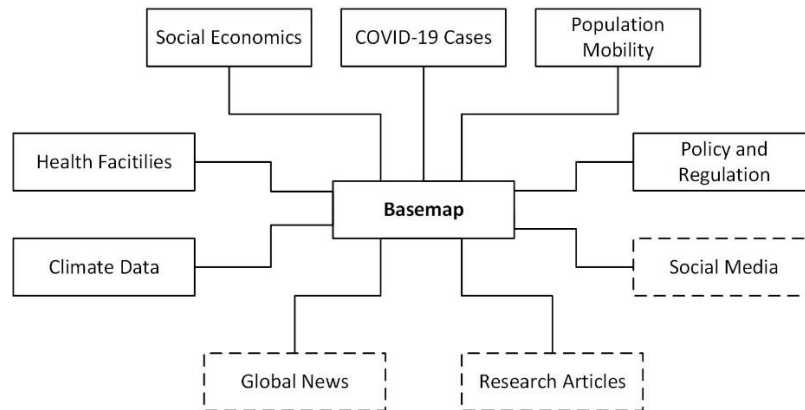 Social Economics
COVID-19 Cases
Population
Mobility
Health Facitilies
Policy and
Regulation
Basemap
Climate Data
Social Media
Global News
Research Articles